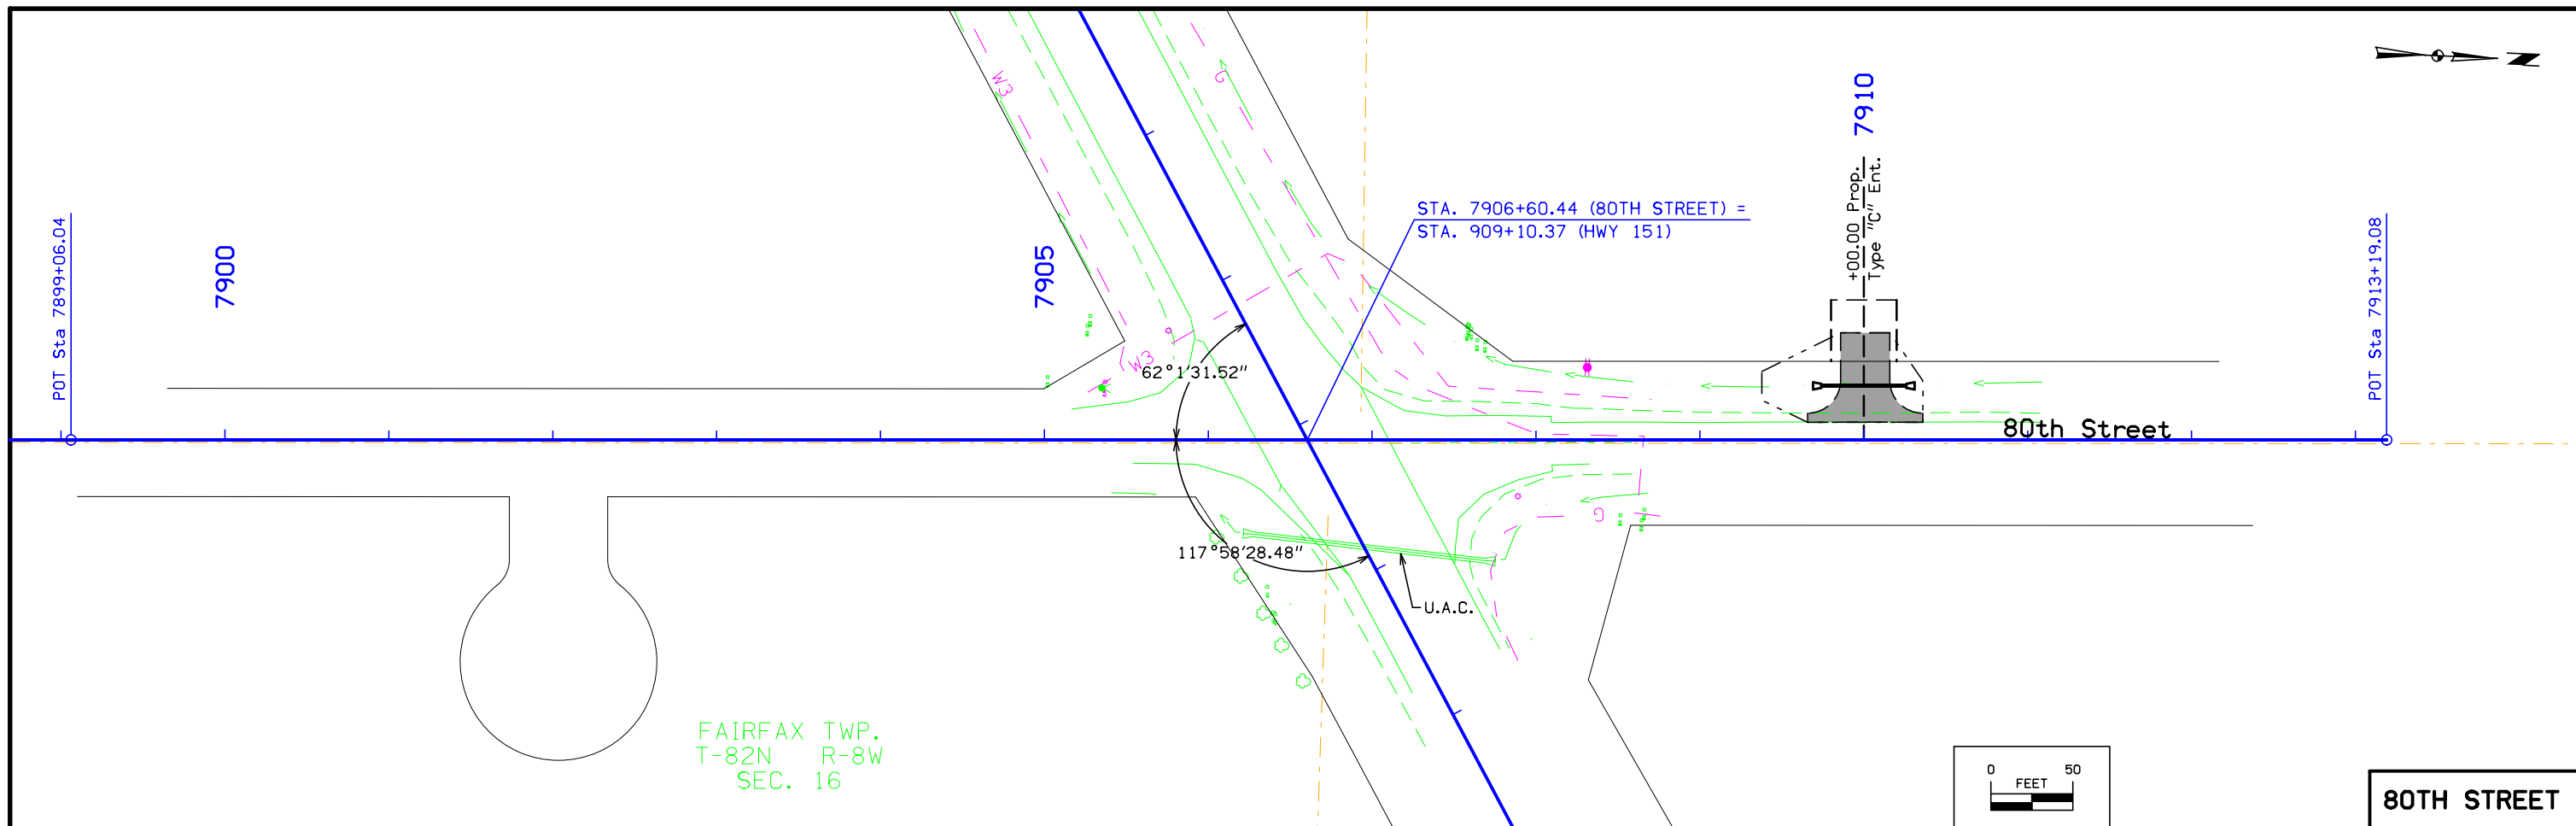 N
W3
G
7910
+00.00 Prop.
Type "C" Ent.
STA. 7906+60.44 (80TH STREET) =
STA. 909+10.37 (HWY 151)
POT Sta 7899+06.04
7900
7905
POT Sta 7913+19.08
W3
62°1'31.52"
80th Street
G
117°58'28.48"
U.A.C.
FAIRFAX TWP.
T-82N R-8W
SEC. 16
0 50
FEET
80TH STREET